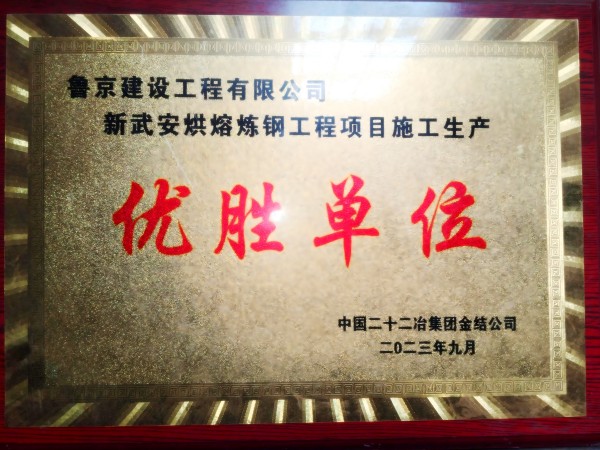 鲁京建设工程有限公司
新武安烘熔炼钢工程项目施工生产
优胜单位
中国二十二冶集团金结公司
二0二三年九月